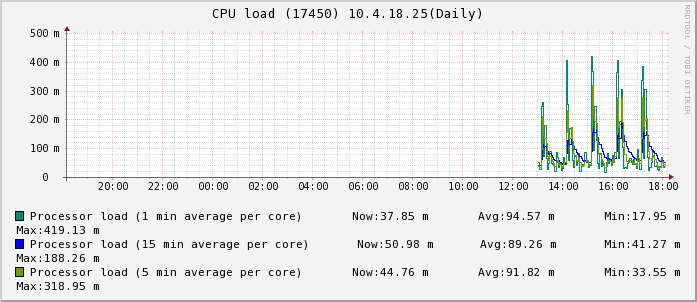 CPU load (17450) 10.4.18.25(Daily)
RRDTOOL / TOBI OETIKER
500 m
400 m
300 m
200 m
100 m
0
20:00 22:00 00:00 02:00 04:00 06:00 08:00 10:00 12:00 14:00 16:00 18:00
Processor load (1 min average per core) Now:37.85 m Avg:94.57 m Min:17.95 m
Max:419.13 m
Processor load (15 min average per core) Now:50.98 m Avg:89.26 m Min:41.27 m
Max:188.26 m
Processor load (5 min average per core) Now:44.76 m Avg:91.82 m Min:33.55 m
Max:318.95 m